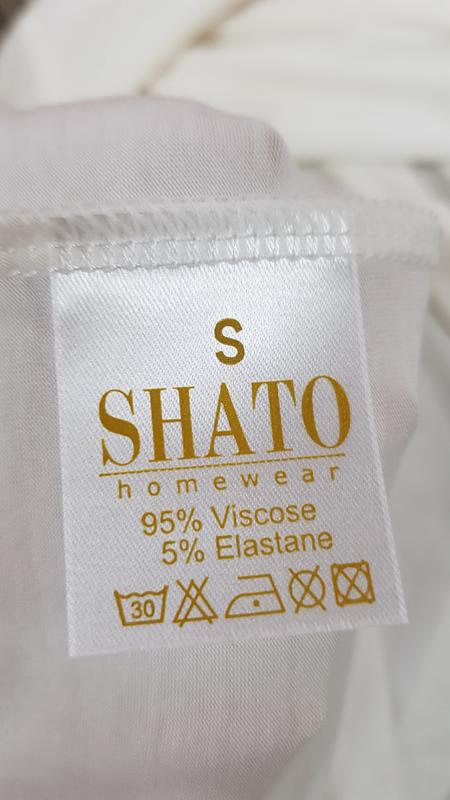 S
SHATO
homewear
95% Viscose
5% Elastane
30